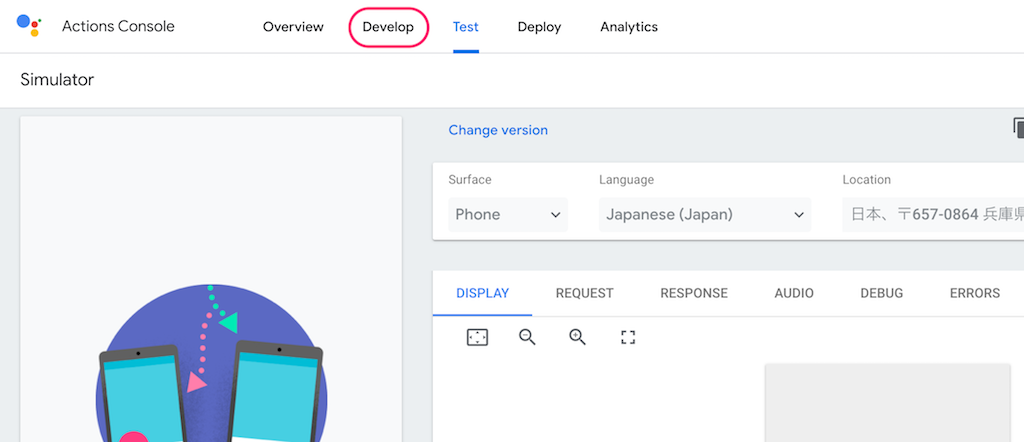 Actions Console Overview Develop Test Deploy Analytics
Simulator
Change version
Surface Language Location
Phone Japanese (Japan) 日本、〒657-0864 兵庫県
DISPLAY REQUEST RESPONSE AUDIO DEBUG ERRORS